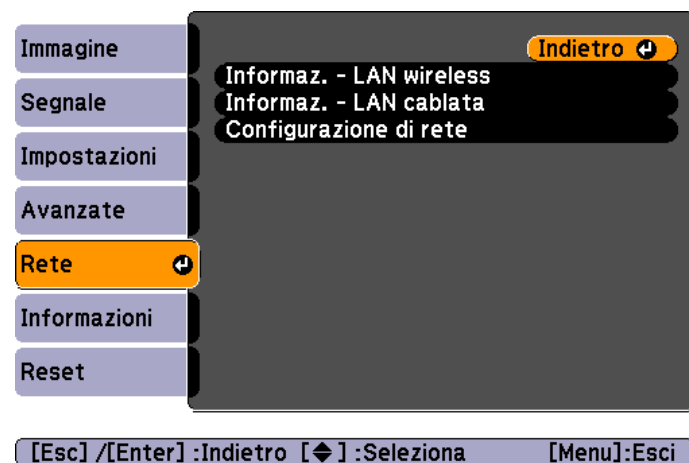 Immagine
Segnale
Impostazioni
Avanzate
Rete
Informazioni
Reset
Indietro
Informaz. - LAN wireless
Informaz. - LAN cablata
Configurazione di rete
[Esc] /[Enter] :Indietro [◆] :Seleziona [Menu]:Esci